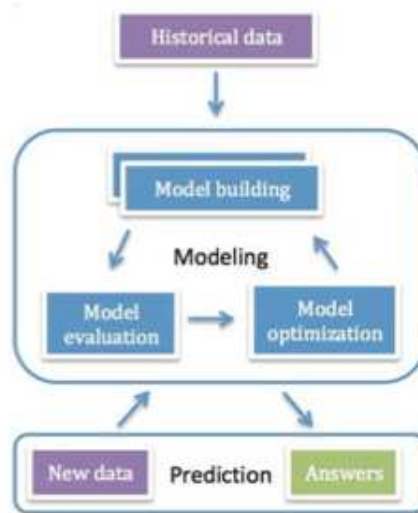 Historical data
Model building
Modeling
Model
evaluation
Model
optimization
New data
Prediction
Answers